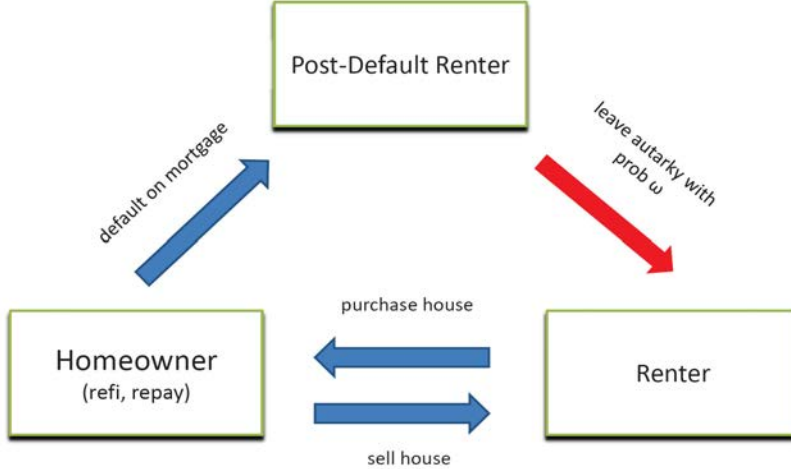 Post-Default Renter
default on mortgage
leave autarky with
prob ω
purchase house
Homeowner
(refi, repay)
Renter
sell house